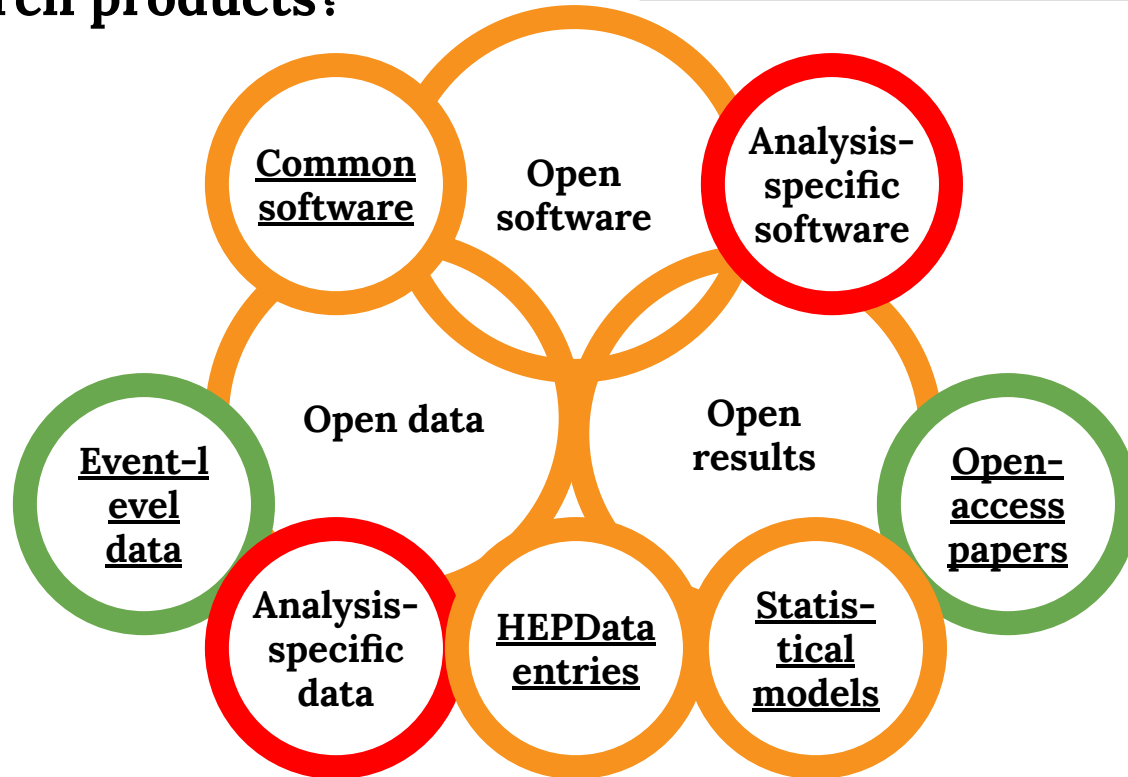 products?
Common
software
Open
software
Analysis-
specific
software
Open data
Open
results
Event-l
evel
data
Open-
access
papers
Analysis-
specific
data
HEPData
entries
Statis-
tical
models